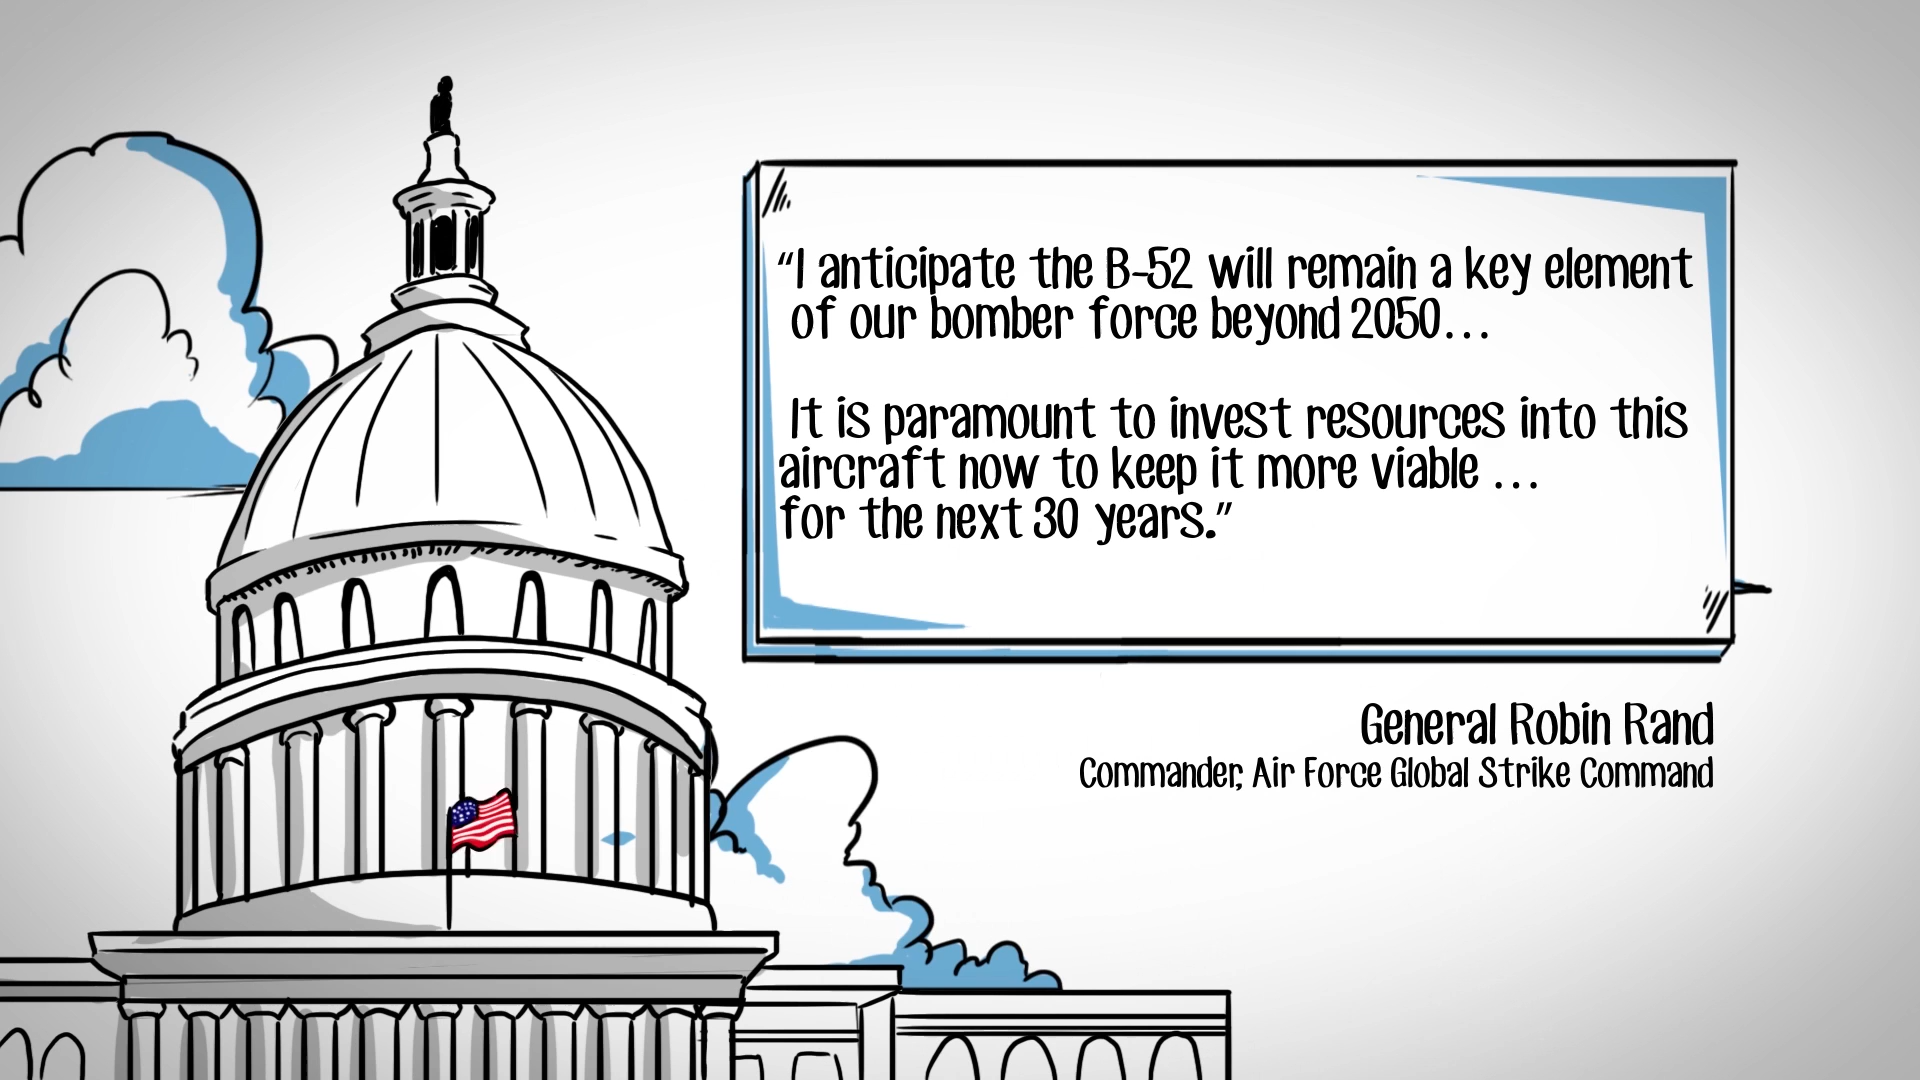 “I anticipate the B-52 will remain a key element
of our bomber force beyond 2050...
It is paramount to invest resources into this
aircraft now to keep it more viable ...
for the next 30 years.”
General Robin Rand
Commander, Air Force Global Strike Command